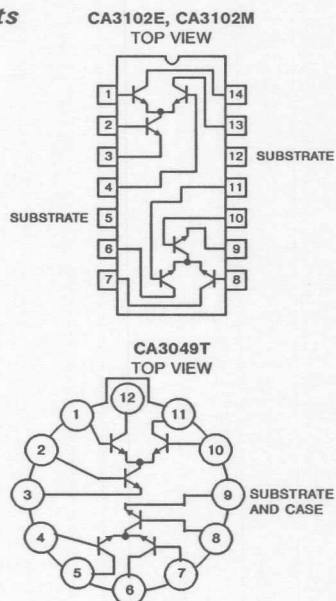 ts
CA3102E, CA3102M
TOP VIEW
1
14
2
13
3
12
SUBSTRATE
4
11
SUBSTRATE
5
10
6
9
7
8
CA3049T
TOP VIEW
12
1
11
2
10
3
9
SUBSTRATE
AND CASE
4
8
5
7
6